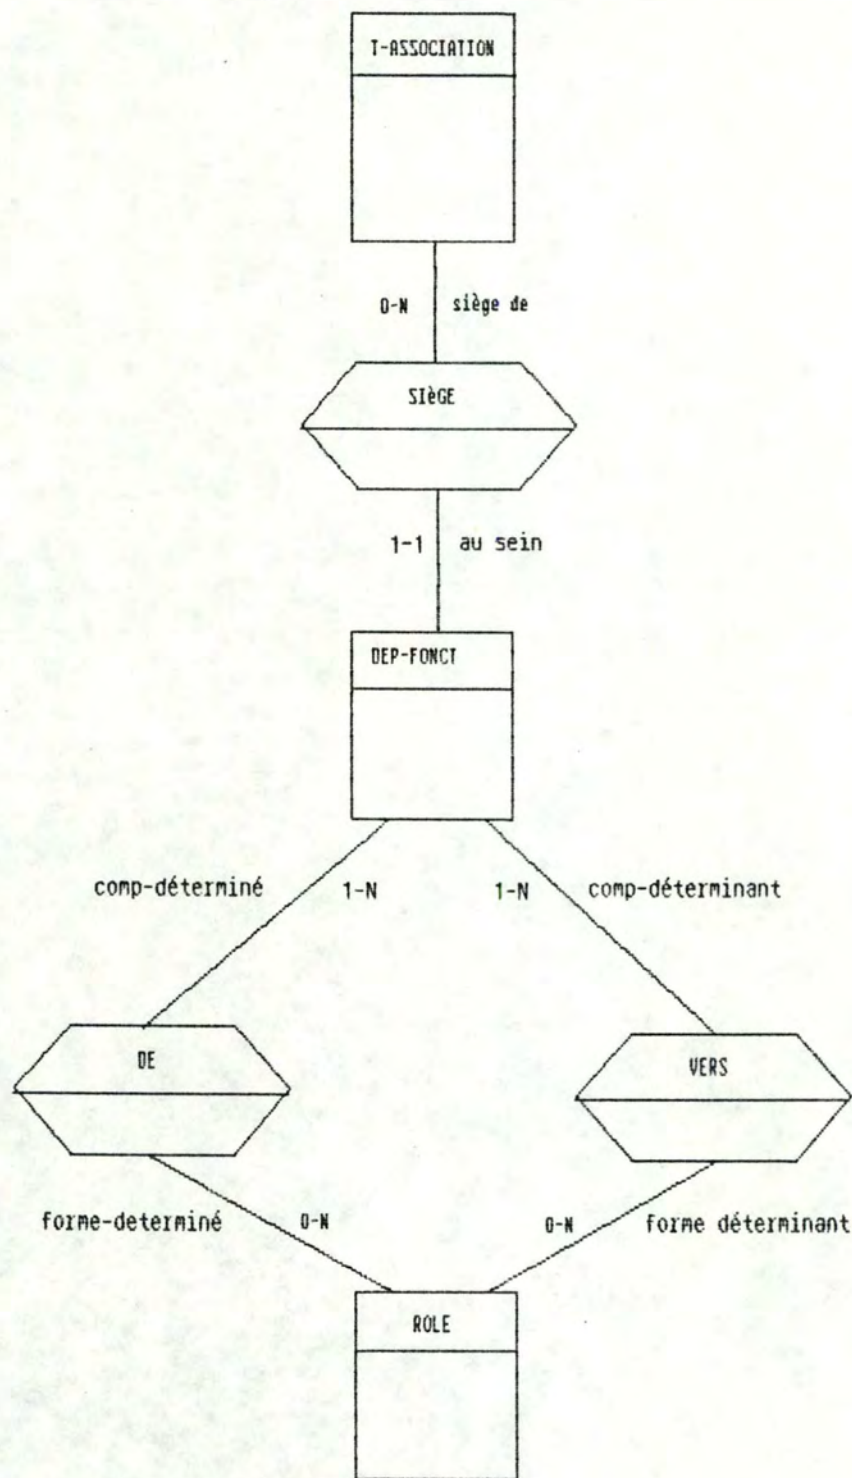 T-ASSOCIATION
0-N siège de
SIèGE
1-1 au sein
DEP-FONCT
comp-déterminé 1-N 1-N comp-déterminant
DE
VERS
forme-determiné 0-N 0-N forme déterminant
ROLE